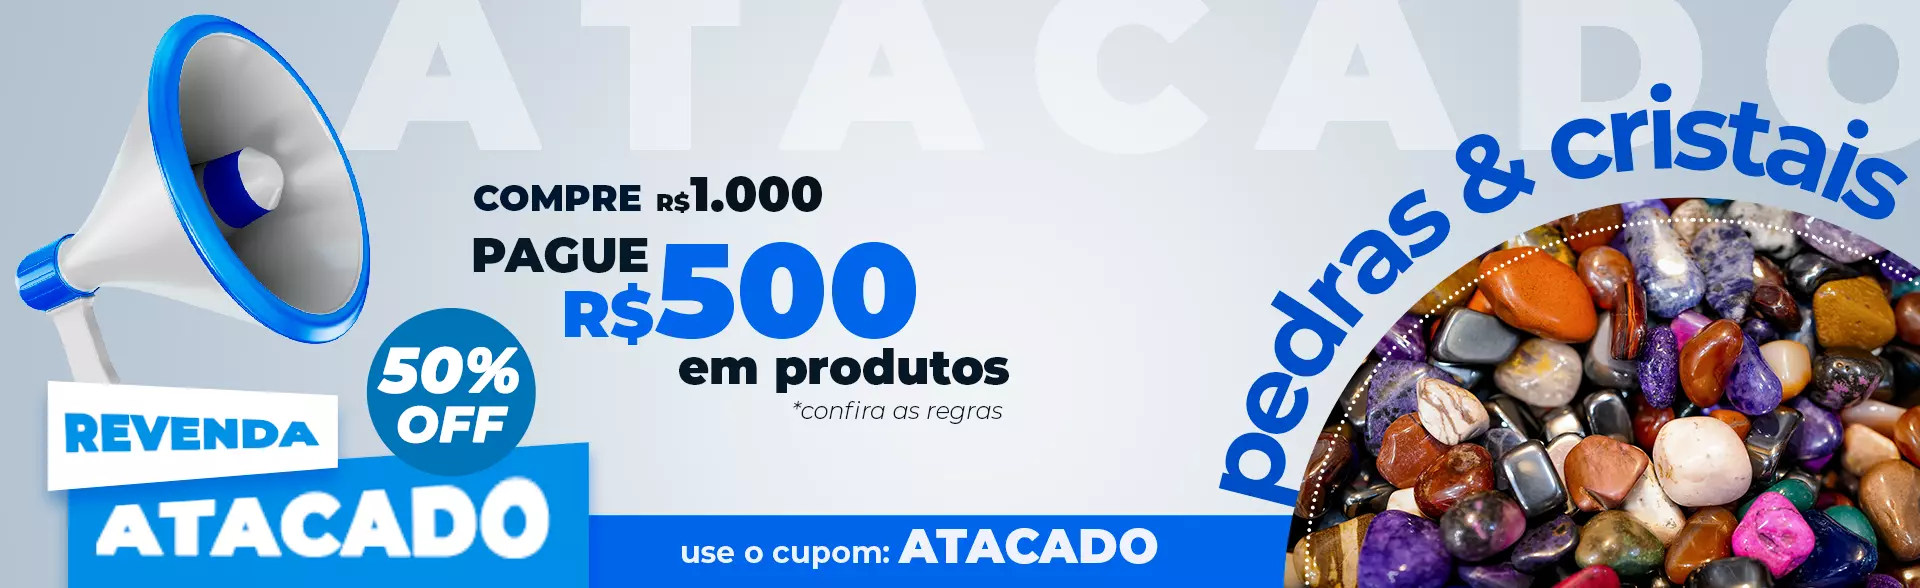 ATACADO
COMPRE R$1.000
PAGUE
R$500
em produtos
*confira as regras
50%
OFF
REVENDA
ATACADO
use o cupom: ATACADO
pedras & cristais